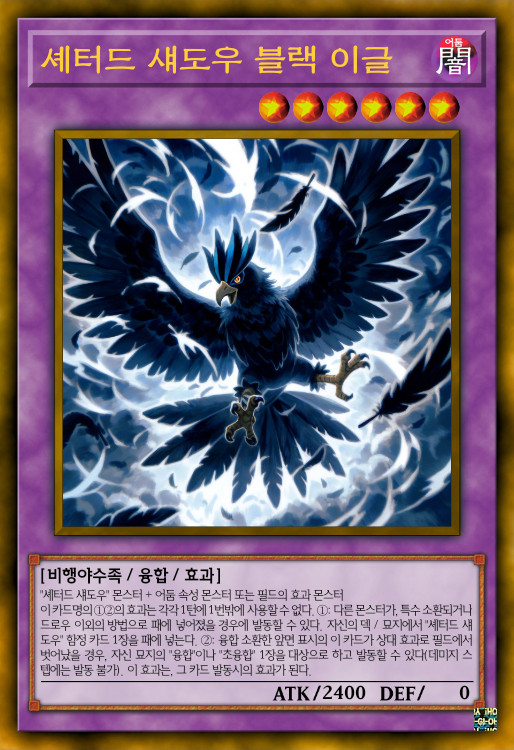 셰터드 섀도우 블랙 이글
어둠
闇
[비행야수족 / 융합 / 효과]
"셰터드 섀도우" 몬스터 + 어둠 속성 몬스터 또는 필드의 효과 몬스터
이 카드명의 ①②의 효과는 각각 1턴에 1번밖에 사용할 수 없다. ①: 다른 몬스터가, 특수 소환되거나
드로우 이외의 방법으로 패에 넣어졌을 경우에 발동할 수 있다. 자신의 덱 / 묘지에서 "셰터드 섀
도우" 함정 카드 1장을 패에 넣는다. ②: 융합 소환한 앞면 표시의 이 카드가 상대 효과로 필드에서
벗어났을 경우, 자신 묘지의 "융합"이나 "초융합" 1장을 대상으로 하고 발동할 수 있다(데미지 스
텝에는 발동 불가). 이 효과는, 그 카드 발동시의 효과가 된다.
ATK/2400 DEF/ 0